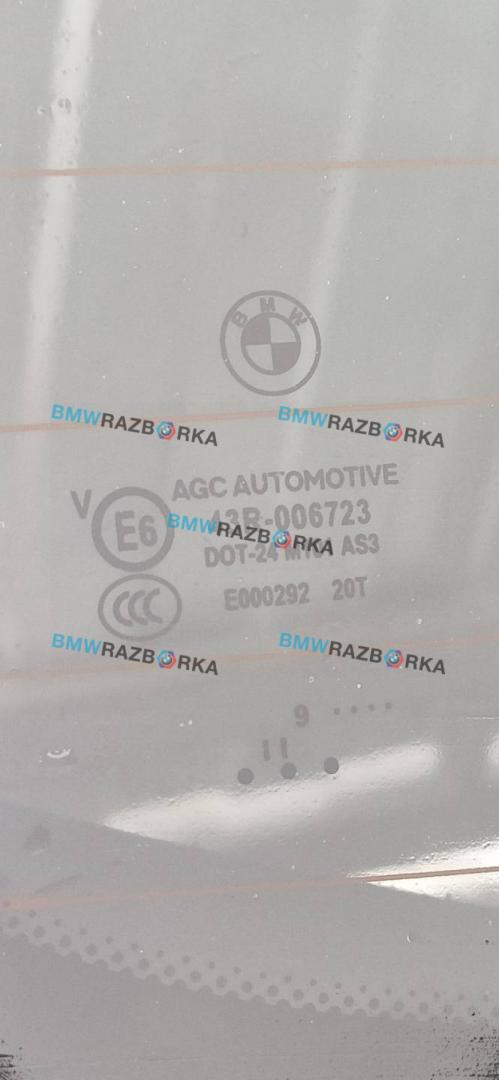 BMW
BMWRAZBORKA
BMWRAZBORKA
AGC AUTOMOTIVE
V
E6
43R-006723
BMWRAZBORKA
DOT-24 AS3
CCC
E000292 20T
BMWRAZBORKA
BMWRAZBORKA
9 ....